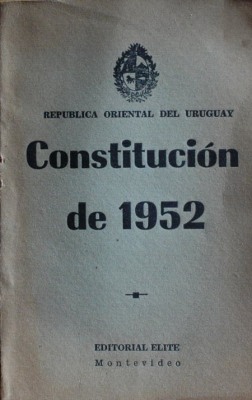 REPUBLICA ORIENTAL DEL URUGUAY
Constitución
de 1952
EDITORIAL ELITE
Montevideo